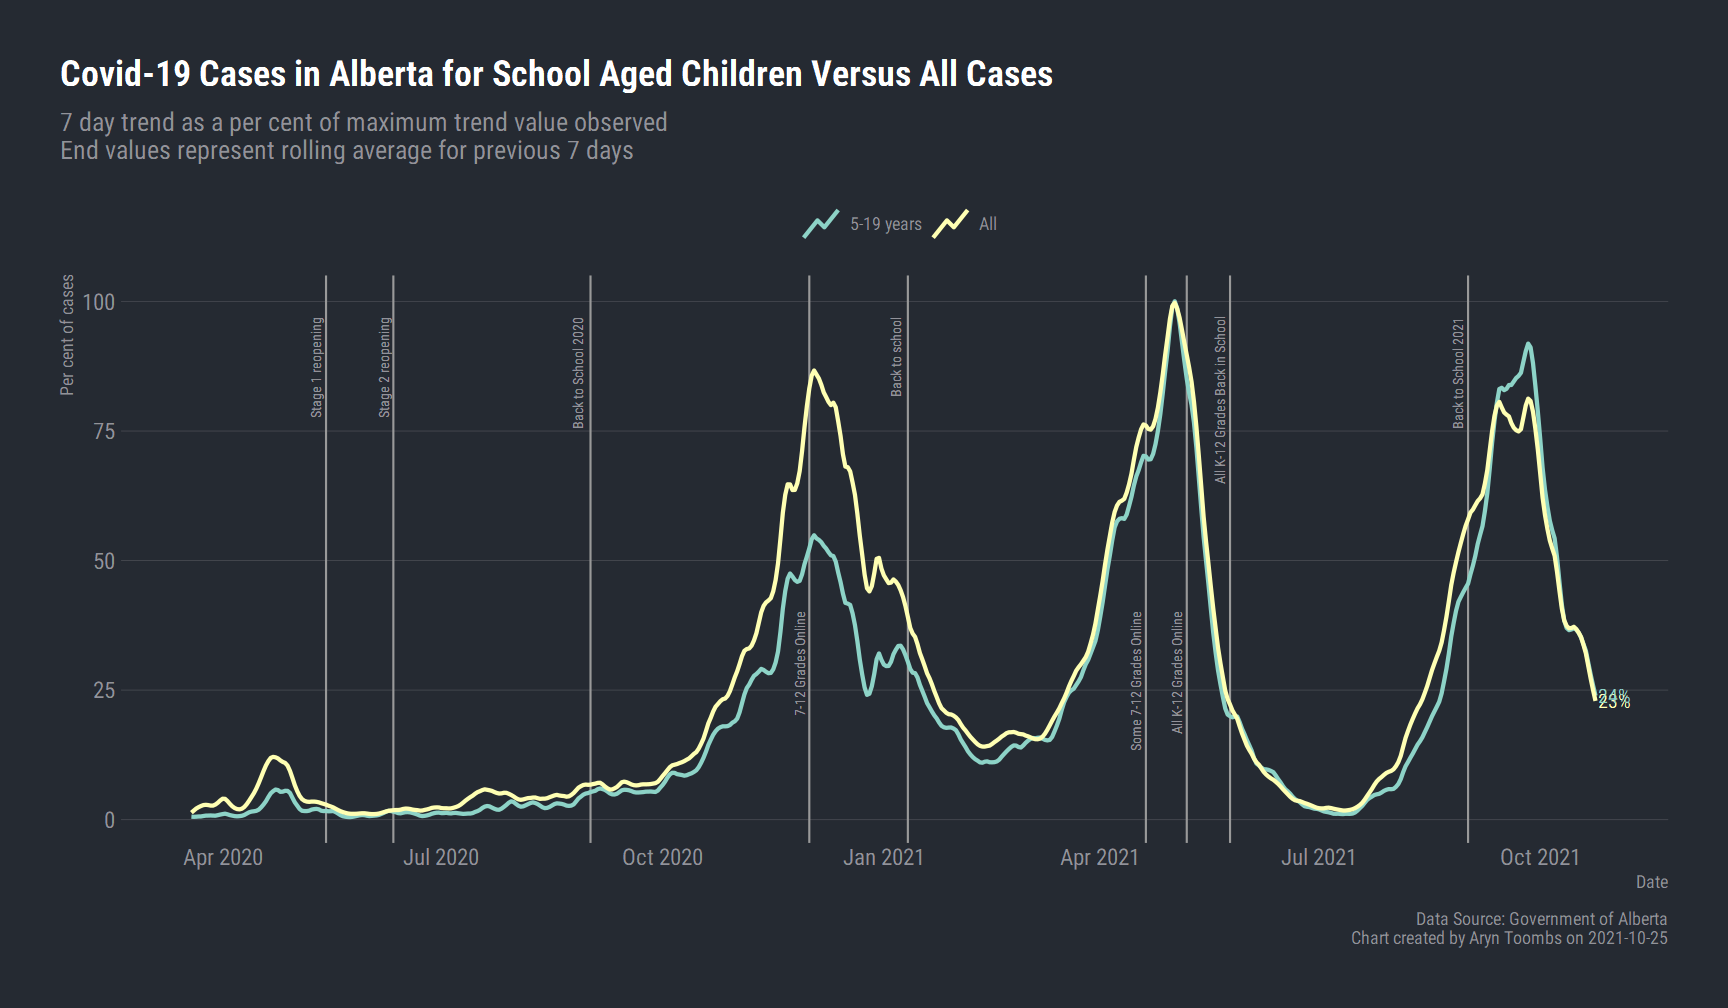 Covid-19 Cases in Alberta for School Aged Children Versus All Cases
7 day trend as a per cent of maximum trend value observed
End values represent rolling average for previous 7 days
5-19 years
All
Per cent of cases
100
75
50
25
0
Stage 1 reopening
Stage 2 reopening
Back to School 2020
7-12 Grades Online
Back to school
Some 7-12 Grades Online
All K-12 Grades Online
All K-12 Grades Back in School
Back to School 2021
24%
23%
Apr 2020
Jul 2020
Oct 2020
Jan 2021
Apr 2021
Jul 2021
Oct 2021
Date
Data Source: Government of Alberta
Chart created by Aryn Toombs on 2021-10-25